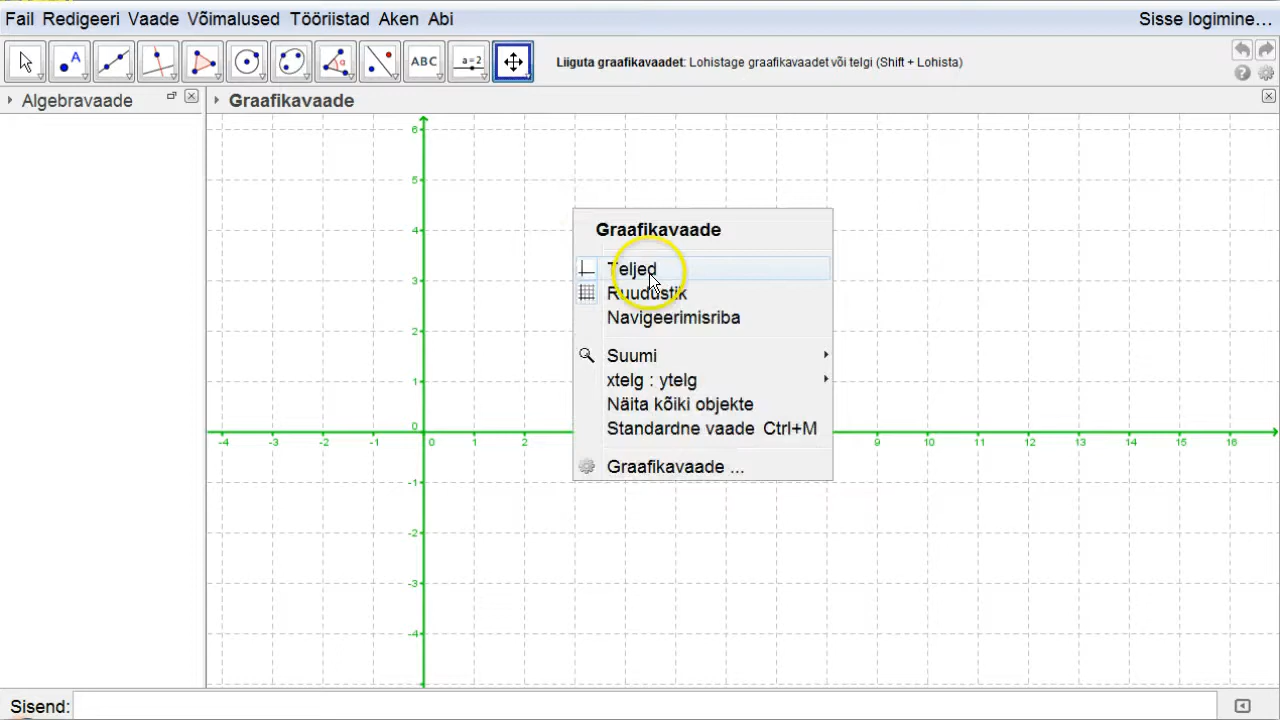 Fail Redigeeri Vaade Võimalused Tööriistad Aken Abi Sisse logimine...
A ABC a=2 Liiguta graafikavaadet: Lohistage graafikavaadet või telgi (Shift + Lohista)
Algebravaade Graafikavaade
6
5
4
3
2
1
0
-1
-2
-3
-4
-4 -3 -2 -1 0 1 2 9 10 11 12 13 14 15 16
Graafikavaade
Teljed
Ruudustik
Navigeerimisriba
Suumi
xtelg : ytelg
Näita kõiki objekte
Standardne vaade Ctrl+M
Graafikavaade ...
Sisend: